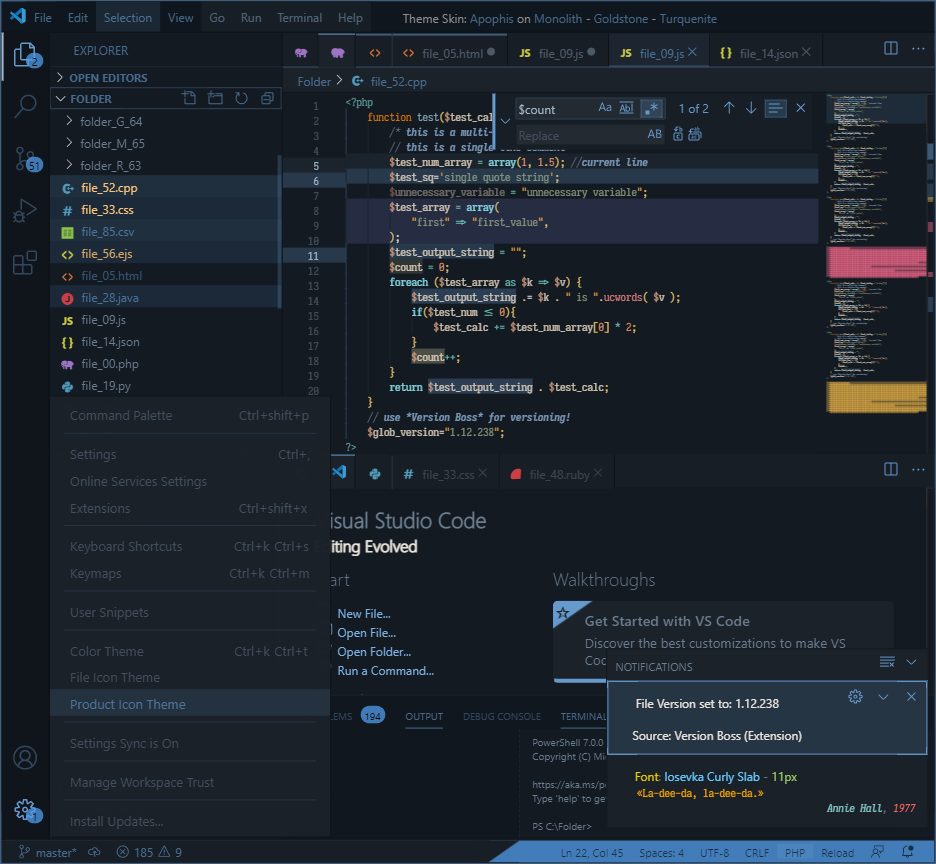 File Edit Selection View Go Run Terminal Help Theme Skin: Apophis on Monolith - Goldstone - Turquenite
2
51
1
EXPLORER
OPEN EDITORS
FOLDER
folder_G_64
folder_M_65
folder_R_63
file_52.cpp
file_33.css
file_85.csv
file_56.ejs
file_05.html
file_28.java
file_09.js
file_14.json
file_00.php
file_19.py
file_05.html JS file_09.js JS file_09.js {} file_14.json
Folder > file_52.cpp
$count Aa Abl .* 1 of 2
Replace AB
1 <?php
2 function test($test_cal
3 /* this is a multi-
4 // this is a single line comment
5 $test_num_array = array(1, 1.5); //current line
6 $test_sq='single quote string';
7 $unnecessary_variable = "unnecessary variable";
8 $test_array = array(
9 "first" => "first_value",
10 );
11 $test_output_string = "";
12 $count = 0;
13 foreach ($test_array as $k => $v) {
14 $test_output_string .= $k . " is ".ucwords( $v );
15 if($test_num ≤ 0){
16 $test_calc += $test_num_array[0] * 2;
17 }
18 $count++;
19 }
20 return $test_output_string . $test_calc;
}
// use *Version Boss* for versioning!
$glob_version="1.12.238";
?>
Command Palette Ctrl+shift+p
Settings Ctrl+,
Online Services Settings
Extensions Ctrl+shift+x
Keyboard Shortcuts Ctrl+k Ctrl+s
Keymaps Ctrl+k Ctrl+m
User Snippets
Color Theme Ctrl+k Ctrl+t
File Icon Theme
Product Icon Theme
Settings Sync is On
Manage Workspace Trust
Install Updates...
# file_33.css file_48.ruby
isual Studio Code
iting Evolved
art
New File...
Open File...
Open Folder...
Run a Command...
Walkthroughs
Get Started with VS Code
Discover the best customizations to make VS
Coc
LEMS 194 OUTPUT DEBUG CONSOLE TERMINAL
PowerShell 7.0.0
Copyright (C) Mi
https://aka.ms/p
Type 'help' to ge
PS C:\Folder>
NOTIFICATIONS
File Version set to: 1.12.238
Source: Version Boss (Extension)
Font: Iosevka Curly Slab - 11px
«La-dee-da, la-dee-da.»
Annie Hall, 1977
master* 185 9 Ln 22, Col 45 Spaces: 4 UTF-8 CRLF PHP Reload